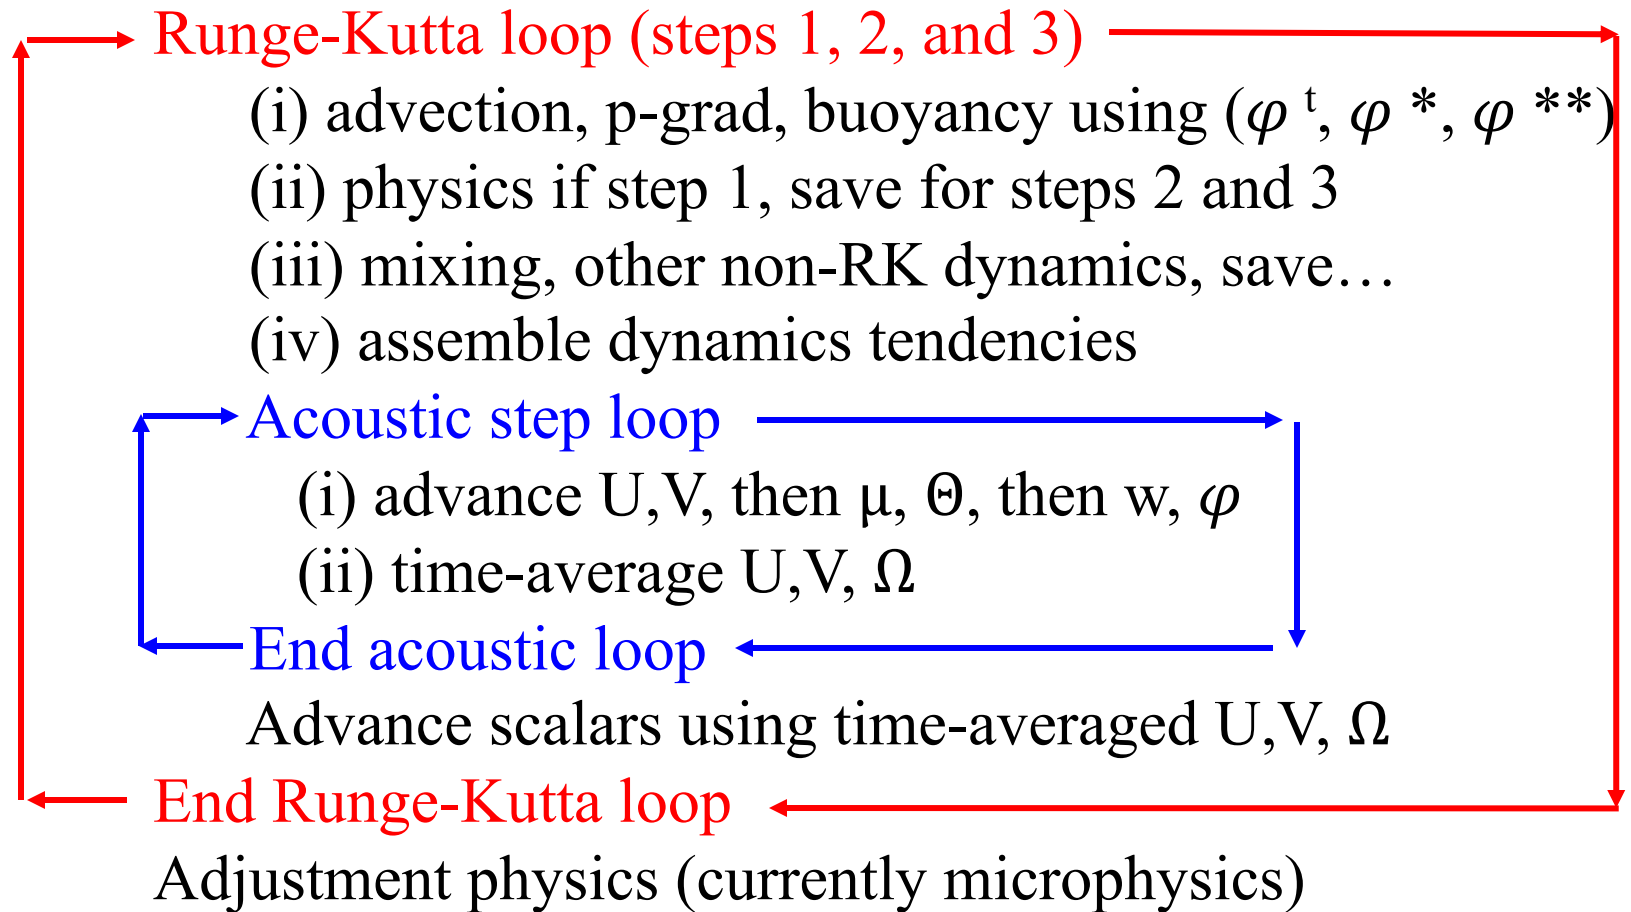 Runge-Kutta loop (steps 1, 2, and 3)
(i) advection, p-grad, buoyancy using (φ ᵗ, φ *, φ **)
(ii) physics if step 1, save for steps 2 and 3
(iii) mixing, other non-RK dynamics, save…
(iv) assemble dynamics tendencies
Acoustic step loop
(i) advance U,V, then μ, Θ, then w, φ
(ii) time-average U,V, Ω
End acoustic loop
Advance scalars using time-averaged U,V, Ω
End Runge-Kutta loop
Adjustment physics (currently microphysics)